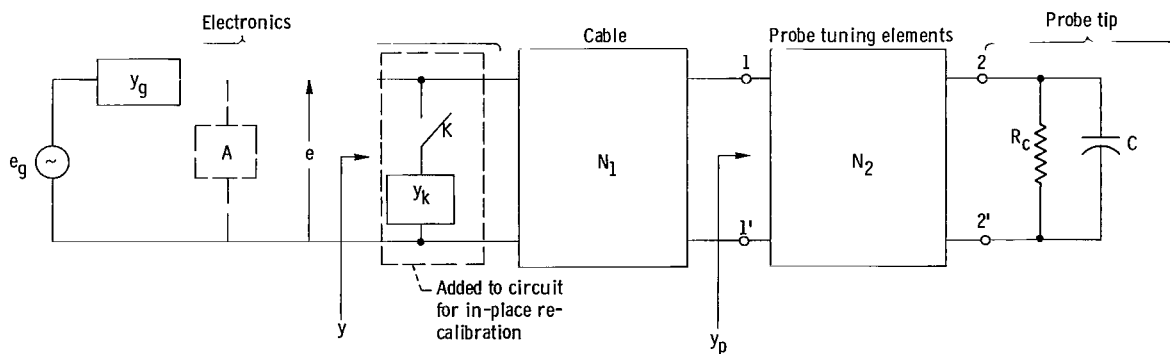 Electronics
Cable
Probe tuning elements
Probe tip
y_g
e_g
~
A
e
y
K
y_k
N_1
1
1'
y_p
N_2
2
2'
R_c
C
Added to circuit
for in-place re-
calibration